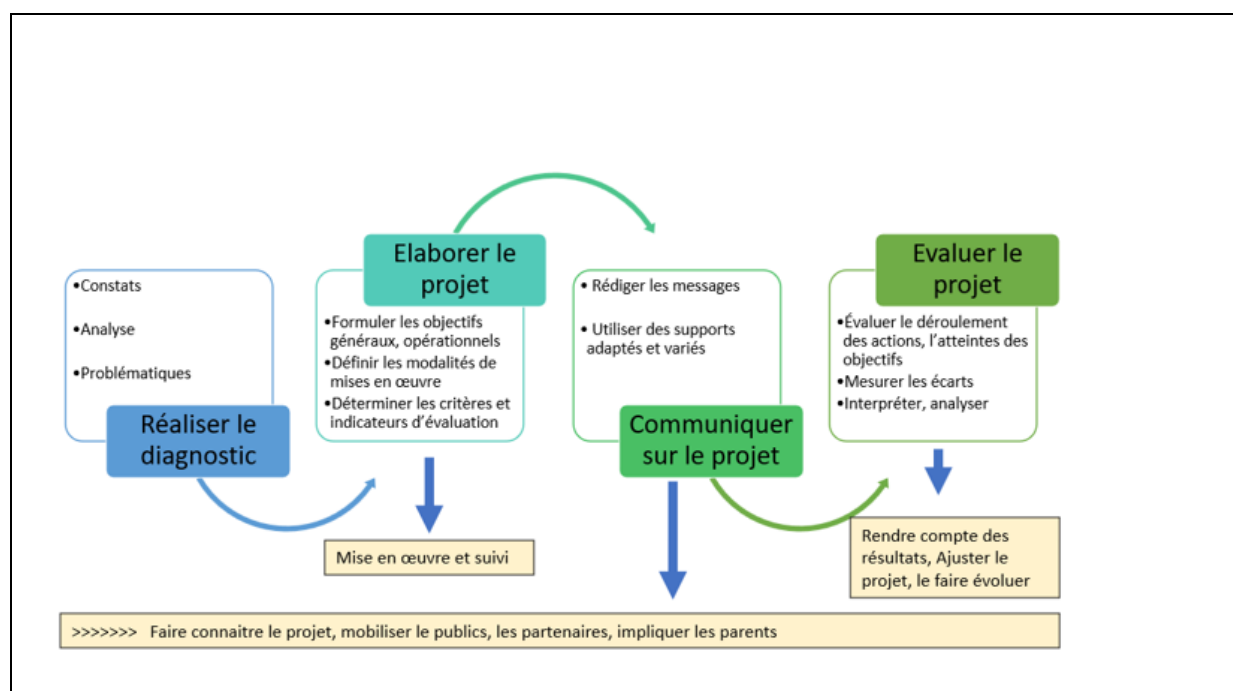 •Constats
•Analyse
•Problématiques
Réaliser le
diagnostic
Elaborer le
projet
•Formuler les objectifs
généraux, opérationnels
•Définir les modalités de
mises en œuvre
•Déterminer les critères et
indicateurs d’évaluation
Mise en œuvre et suivi
• Rédiger les messages
• Utiliser des supports
adaptés et variés
Communiquer
sur le projet
Evaluer le
projet
•Évaluer le déroulement
des actions, l’atteintes des
objectifs
•Mesurer les écarts
•Interpréter, analyser
Rendre compte des
résultats, Ajuster le
projet, le faire évoluer
>>>>>>> Faire connaitre le projet, mobiliser le publics, les partenaires, impliquer les parents